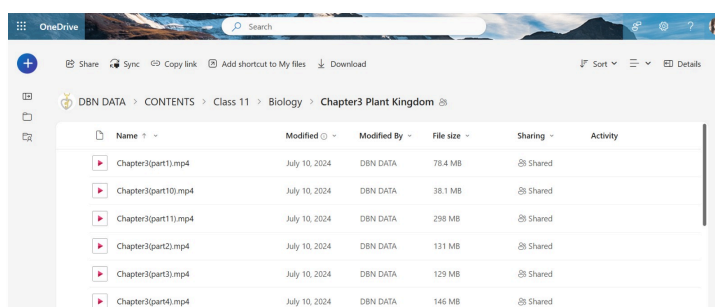 OneDrive Search ?
Share Sync Copy link Add shortcut to My files Download Sort Details
DBN DATA > CONTENTS > Class 11 > Biology > Chapter3 Plant Kingdom
Name Modified Modified By File size Sharing Activity
Chapter3(part1).mp4 July 10, 2024 DBN DATA 78.4 MB Shared
Chapter3(part10).mp4 July 10, 2024 DBN DATA 38.1 MB Shared
Chapter3(part11).mp4 July 10, 2024 DBN DATA 298 MB Shared
Chapter3(part2).mp4 July 10, 2024 DBN DATA 131 MB Shared
Chapter3(part3).mp4 July 10, 2024 DBN DATA 129 MB Shared
Chapter3(part4).mp4 July 10, 2024 DBN DATA 146 MB Shared